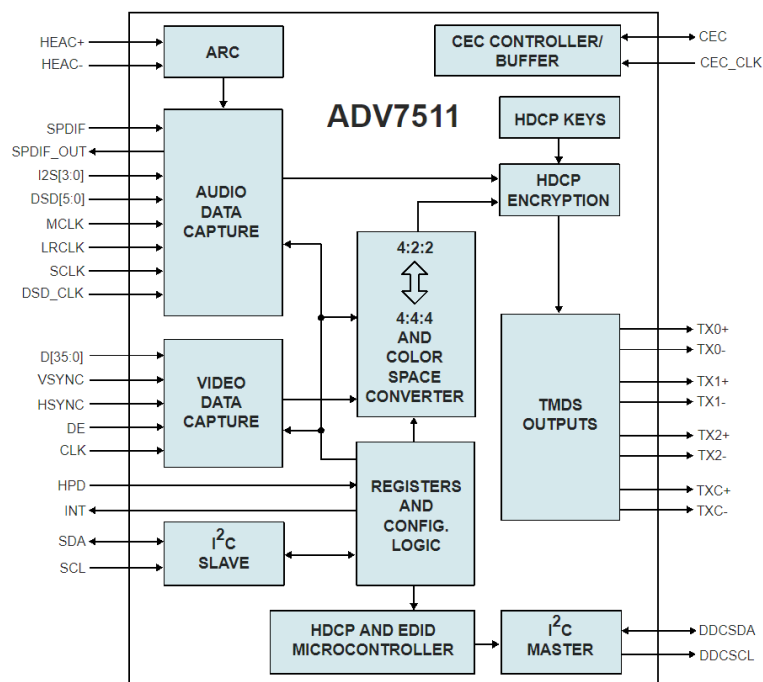 HEAC+
HEAC-
ARC
CEC CONTROLLER/
BUFFER
CEC
CEC_CLK
ADV7511
HDCP KEYS
SPDIF
SPDIF_OUT
I2S[3:0]
DSD[5:0]
MCLK
LRCLK
SCLK
DSD_CLK
AUDIO
DATA
CAPTURE
HDCP
ENCRYPTION
4:2:2
4:4:4
AND
COLOR
SPACE
CONVERTER
D[35:0]
VSYNC
HSYNC
DE
CLK
VIDEO
DATA
CAPTURE
TMDS
OUTPUTS
TX0+
TX0-
TX1+
TX1-
TX2+
TX2-
TXC+
TXC-
HPD
INT
SDA
SCL
REGISTERS
AND
CONFIG.
LOGIC
I²C
SLAVE
HDCP AND EDID
MICROCONTROLLER
I²C
MASTER
DDCSDA
DDCSCL